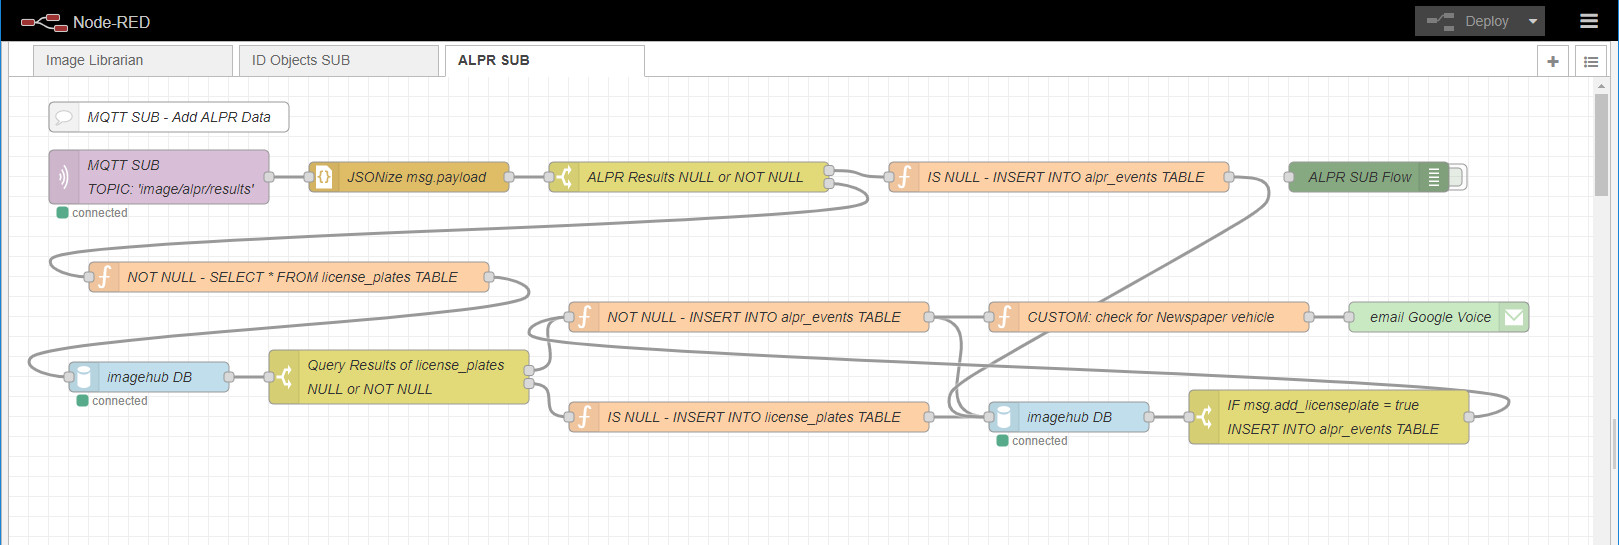 Node-RED
Deploy
Image Librarian
ID Objects SUB
ALPR SUB
MQTT SUB - Add ALPR Data
MQTT SUB
TOPIC: 'image/alpr/results'
connected
JSONize msg.payload
ALPR Results NULL or NOT NULL
IS NULL - INSERT INTO alpr_events TABLE
ALPR SUB Flow
NOT NULL - SELECT * FROM license_plates TABLE
NOT NULL - INSERT INTO alpr_events TABLE
CUSTOM: check for Newspaper vehicle
email Google Voice
imagehub DB
connected
Query Results of license_plates
NULL or NOT NULL
IS NULL - INSERT INTO license_plates TABLE
imagehub DB
connected
IF msg.add_licenseplate = true
INSERT INTO alpr_events TABLE